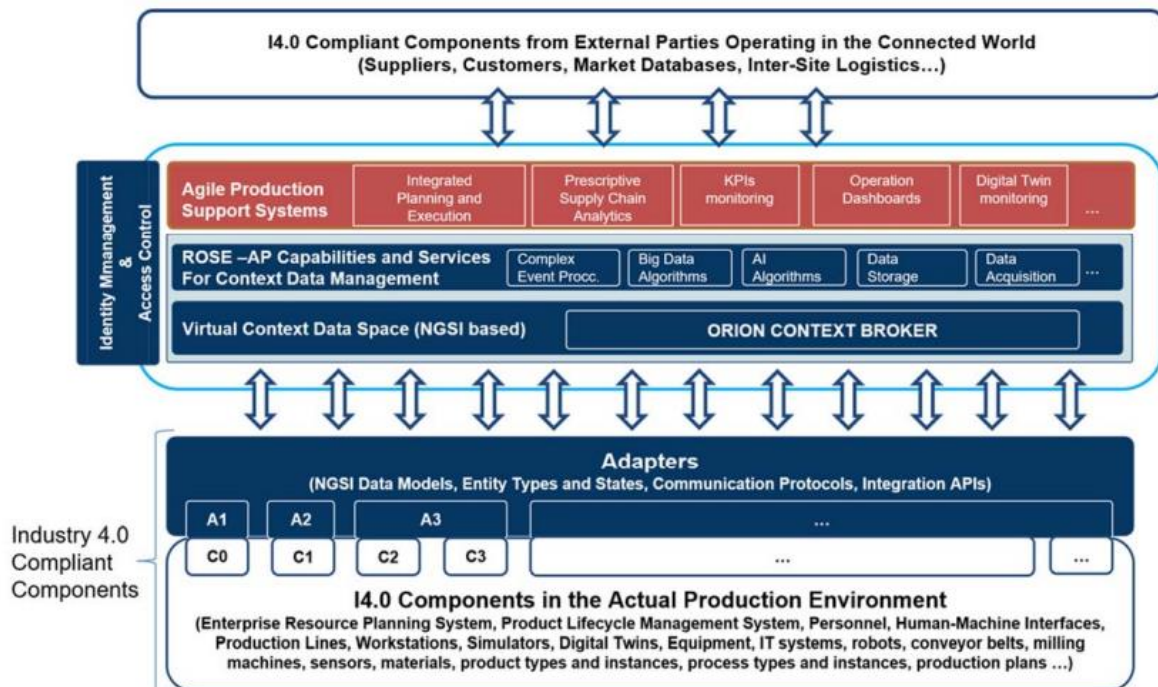 I4.0 Compliant Components from External Parties Operating in the Connected World
(Suppliers, Customers, Market Databases, Inter-Site Logistics…)
Identity Mmanagement
&
Access Control
Agile Production
Support Systems
Integrated
Planning and
Execution
Prescriptive
Supply Chain
Analytics
KPIs
monitoring
Operation
Dashboards
Digital Twin
monitoring
...
ROSE –AP Capabilities and Services
For Context Data Management
Complex
Event Procc.
Big Data
Algorithms
AI
Algorithms
Data
Storage
Data
Acquisition
...
Virtual Context Data Space (NGSI based)
ORION CONTEXT BROKER
Adapters
(NGSI Data Models, Entity Types and States, Communication Protocols, Integration APIs)
A1
A2
A3
...
Industry 4.0
Compliant
Components
C0
C1
C2
C3
...
...
I4.0 Components in the Actual Production Environment
(Enterprise Resource Planning System, Product Lifecycle Management System, Personnel, Human-Machine Interfaces,
Production Lines, Workstations, Simulators, Digital Twins, Equipment, IT systems, robots, conveyor belts, milling
machines, sensors, materials, product types and instances, process types and instances, production plans …)